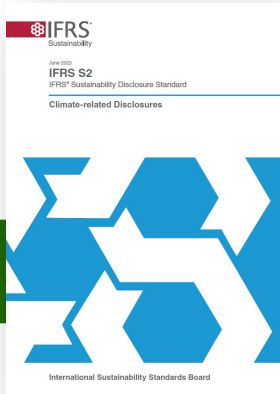 IFRS®
Sustainability
June 2023
IFRS S2
IFRS® Sustainability Disclosure Standard
Climate-related Disclosures
International Sustainability Standards Board